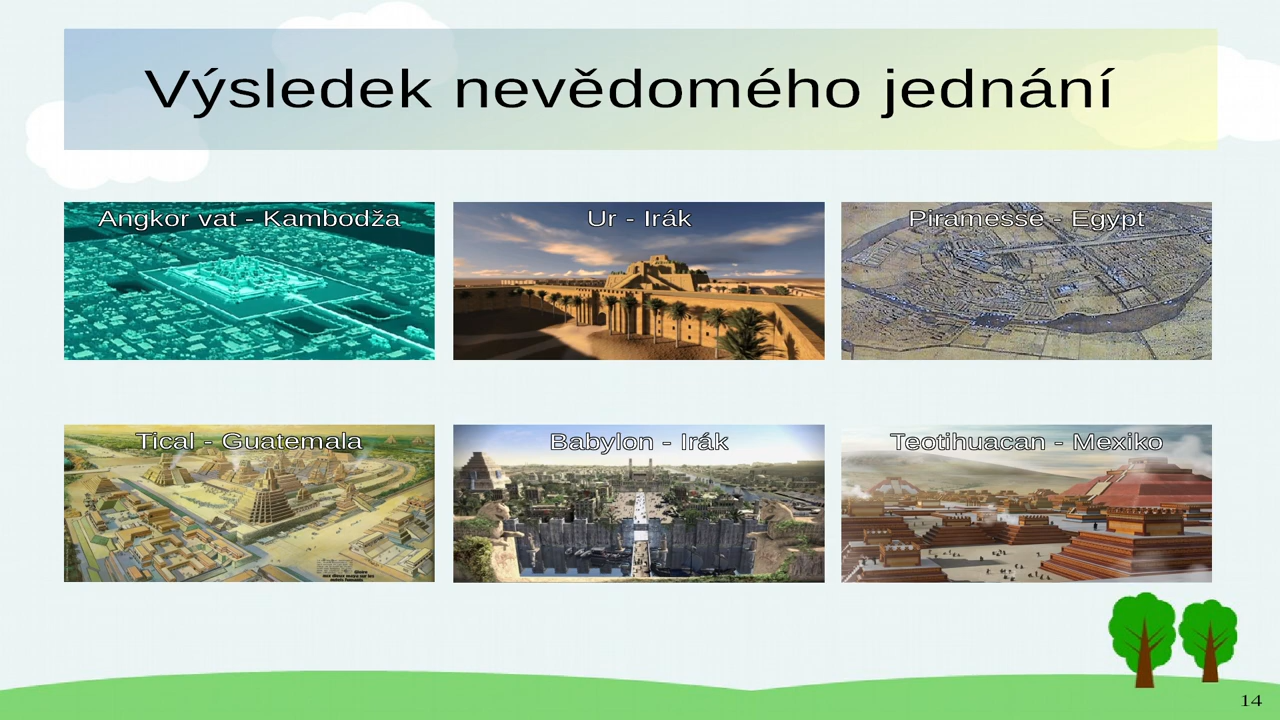 Výsledek nevědomého jednání
Angkor vat - Kambodža
Ur - Irák
Piramesse - Egypt
Tical - Guatemala
Babylon - Irák
Teotihuacan - Mexiko
14